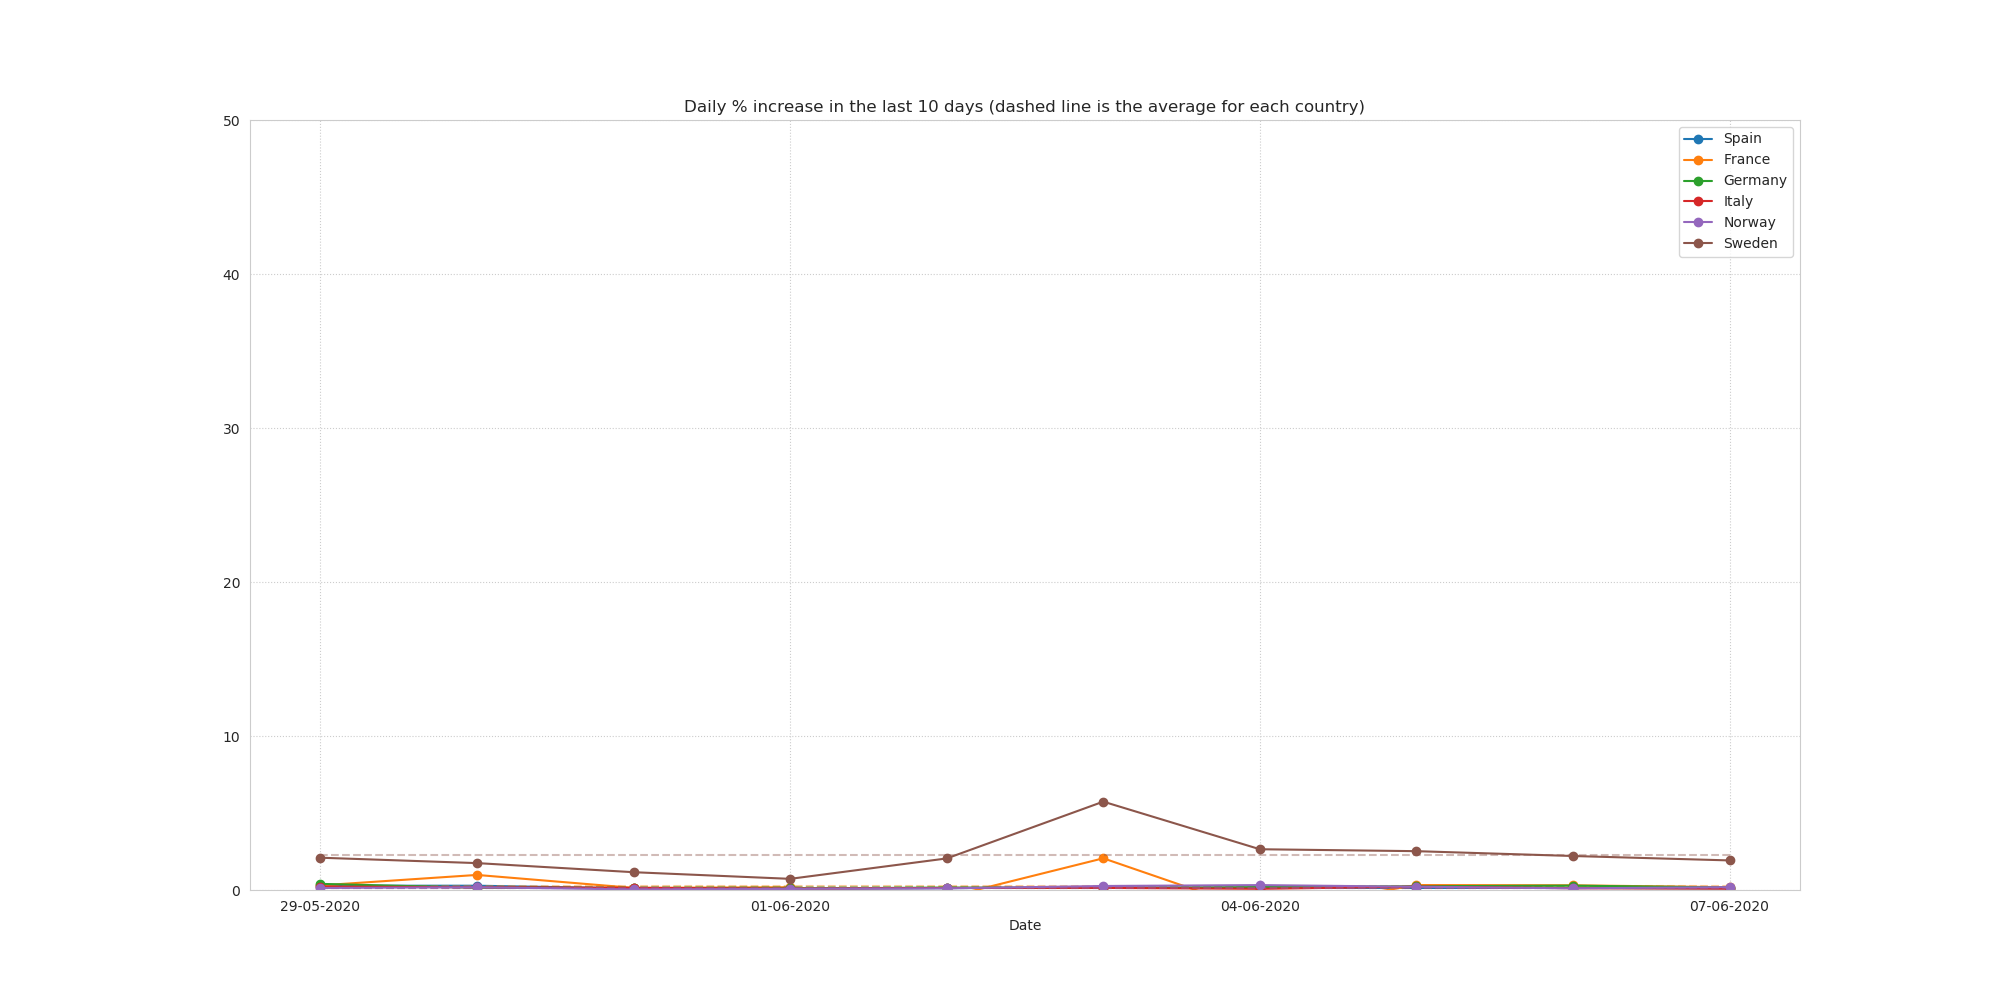 Daily % increase in the last 10 days (dashed line is the average for each country)
50
40
30
20
10
0
Spain
France
Germany
Italy
Norway
Sweden
29-05-2020 01-06-2020 04-06-2020 07-06-2020
Date